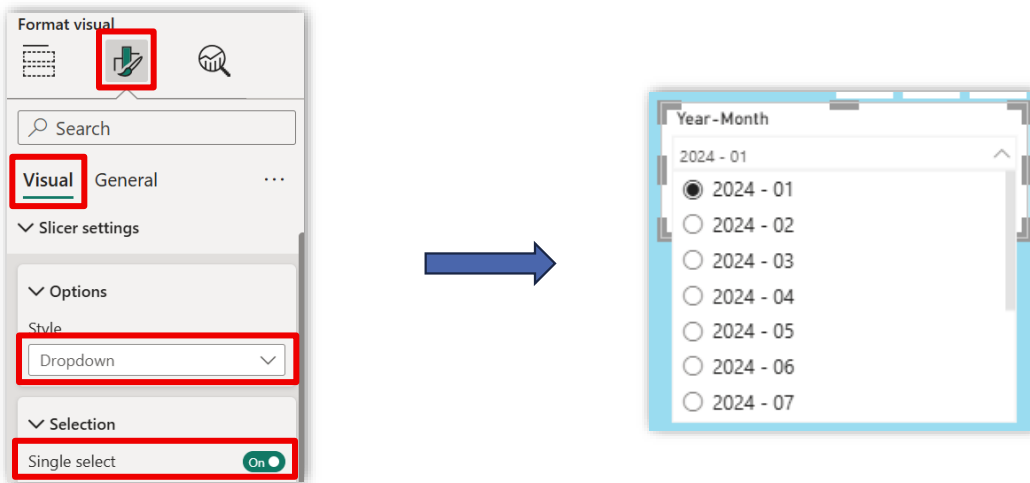 Format visual
Search
Visual General ...
Slicer settings
Options
Style
Dropdown
Selection
Single select On
Year-Month
2024 - 01
2024 - 01
2024 - 02
2024 - 03
2024 - 04
2024 - 05
2024 - 06
2024 - 07